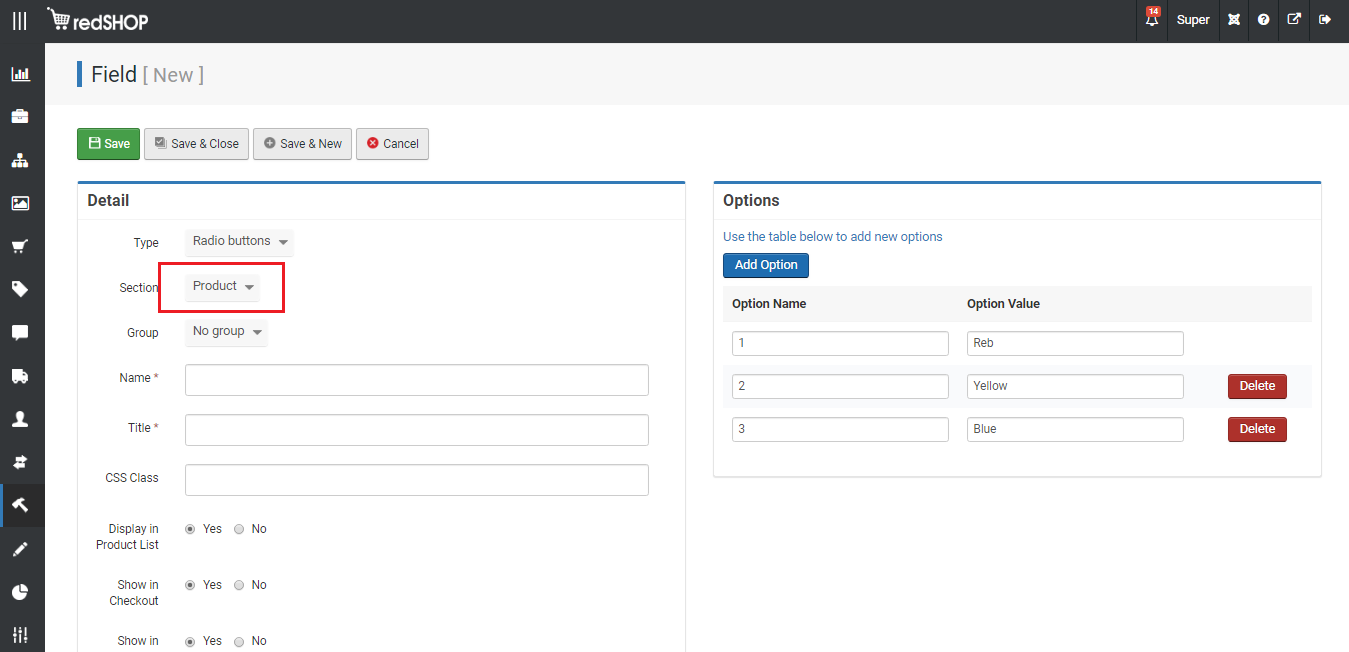 redSHOP
14
Super
Field [ New ]
Save
Save & Close
Save & New
Cancel
Detail
Type
Radio buttons
Section
Product
Group
No group
Name *
Title *
CSS Class
Display in
Product List
Yes
No
Show in
Checkout
Yes
No
Show in
Yes
No
Options
Use the table below to add new options
Add Option
Option Name
Option Value
1
Reb
2
Yellow
Delete
3
Blue
Delete